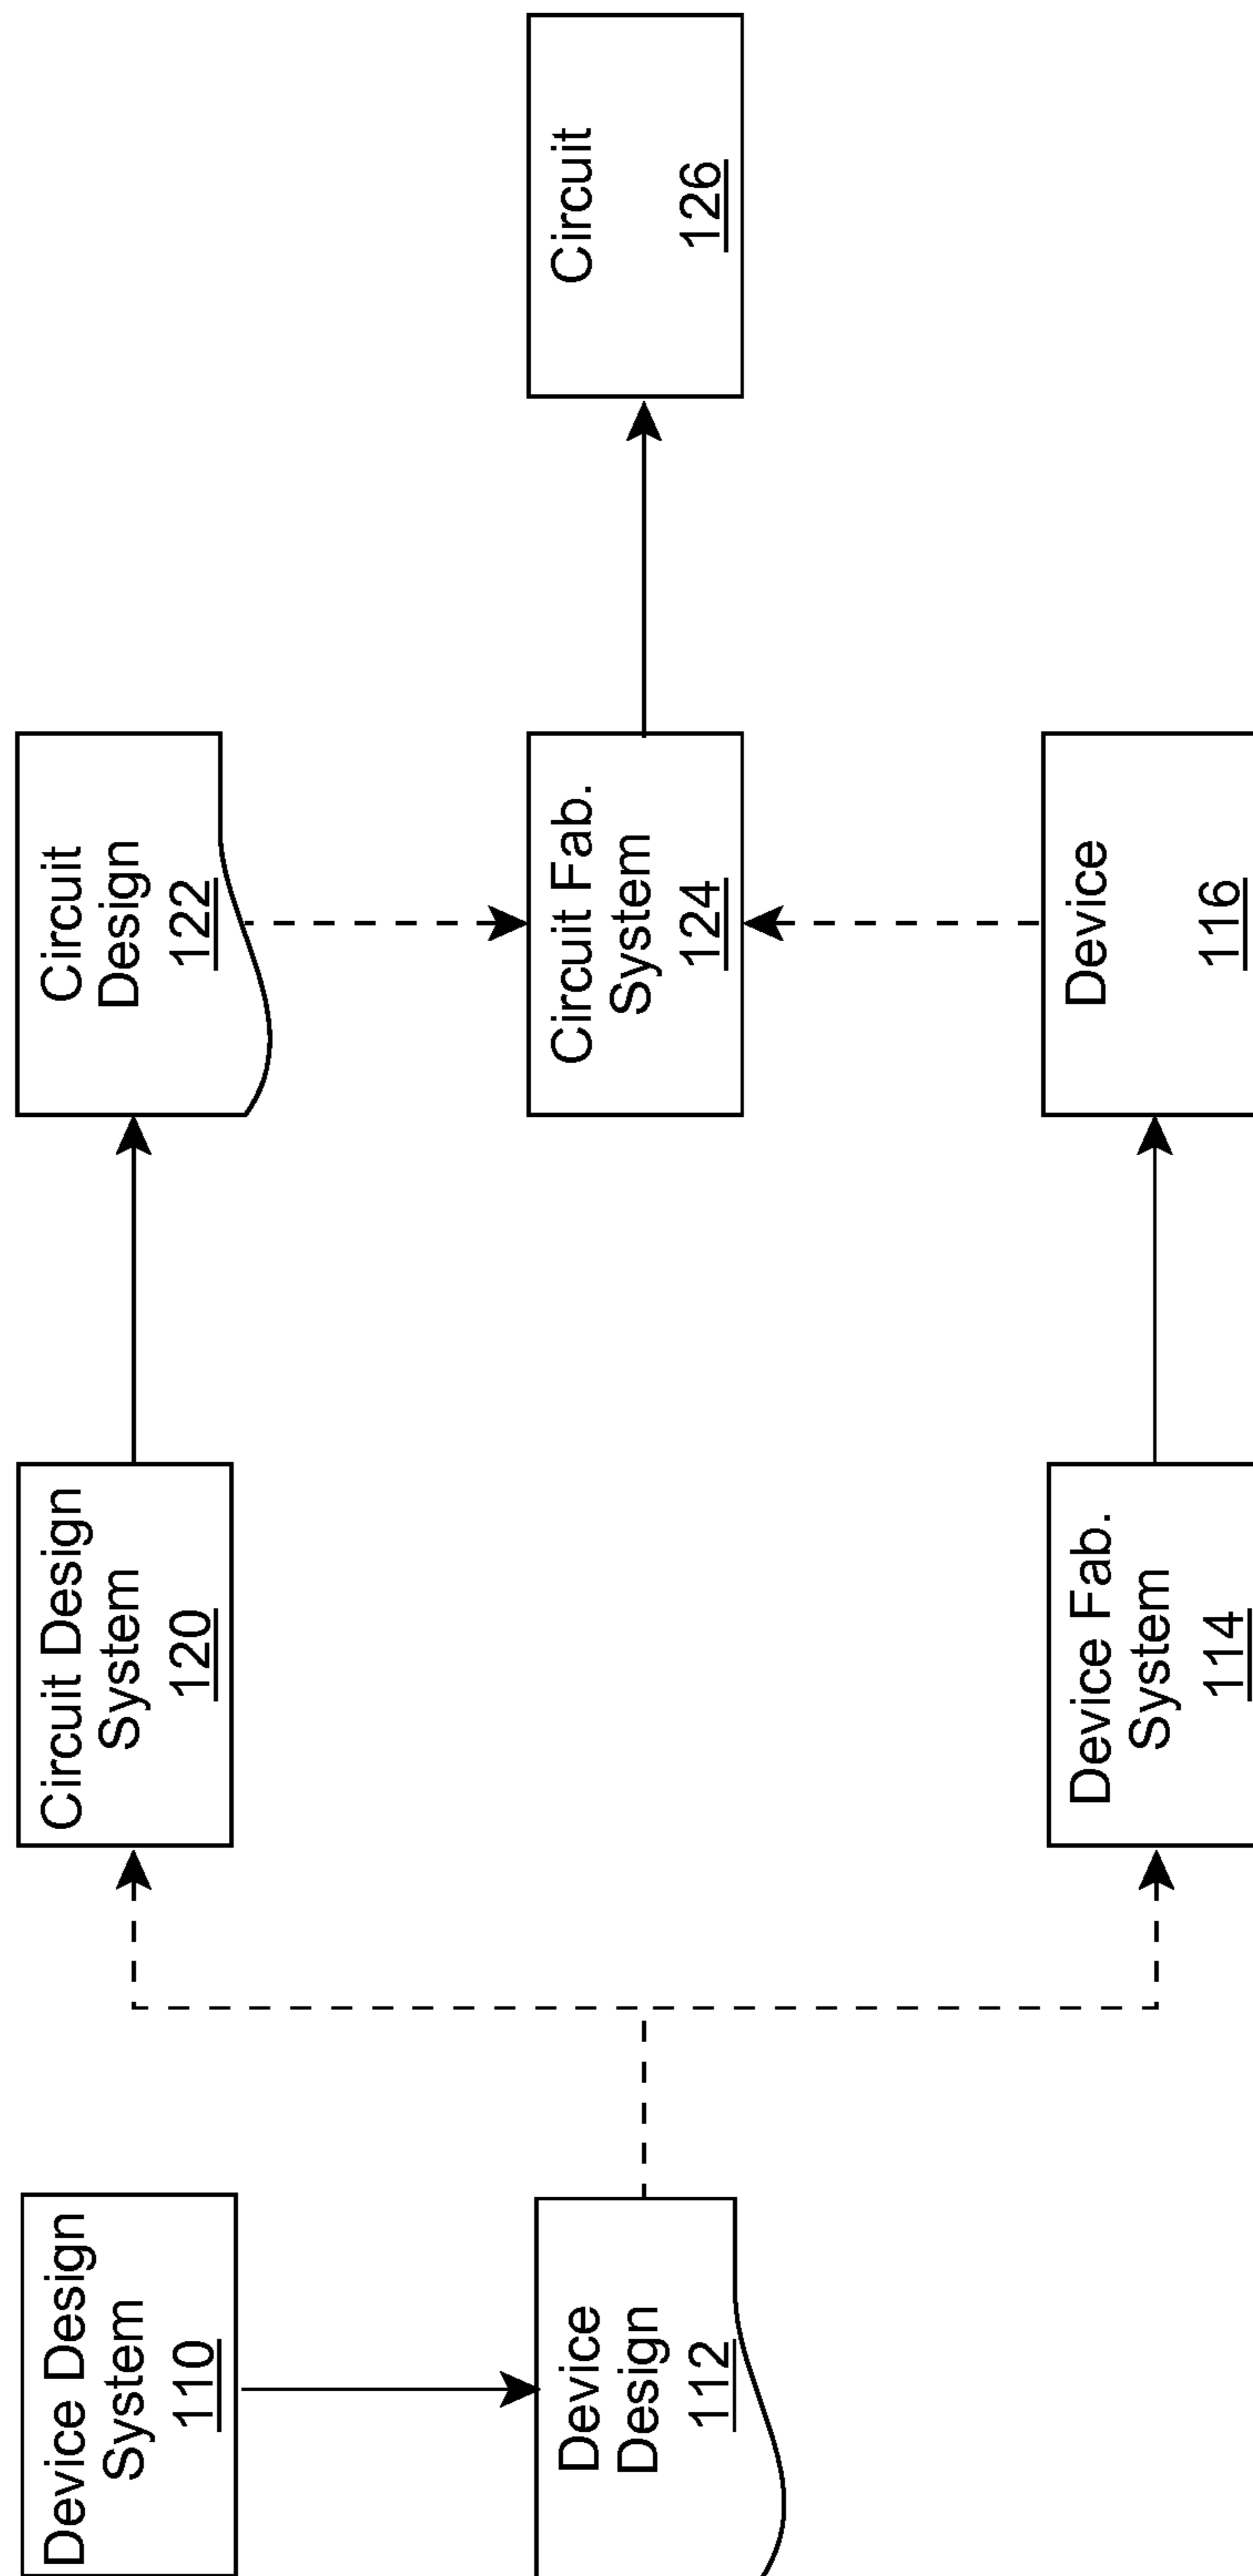 Device Design
System
110
Device
Design
112
Circuit Design
System
120
Device Fab.
System
114
Circuit
Design
122
Circuit Fab.
System
124
Device
116
Circuit
126